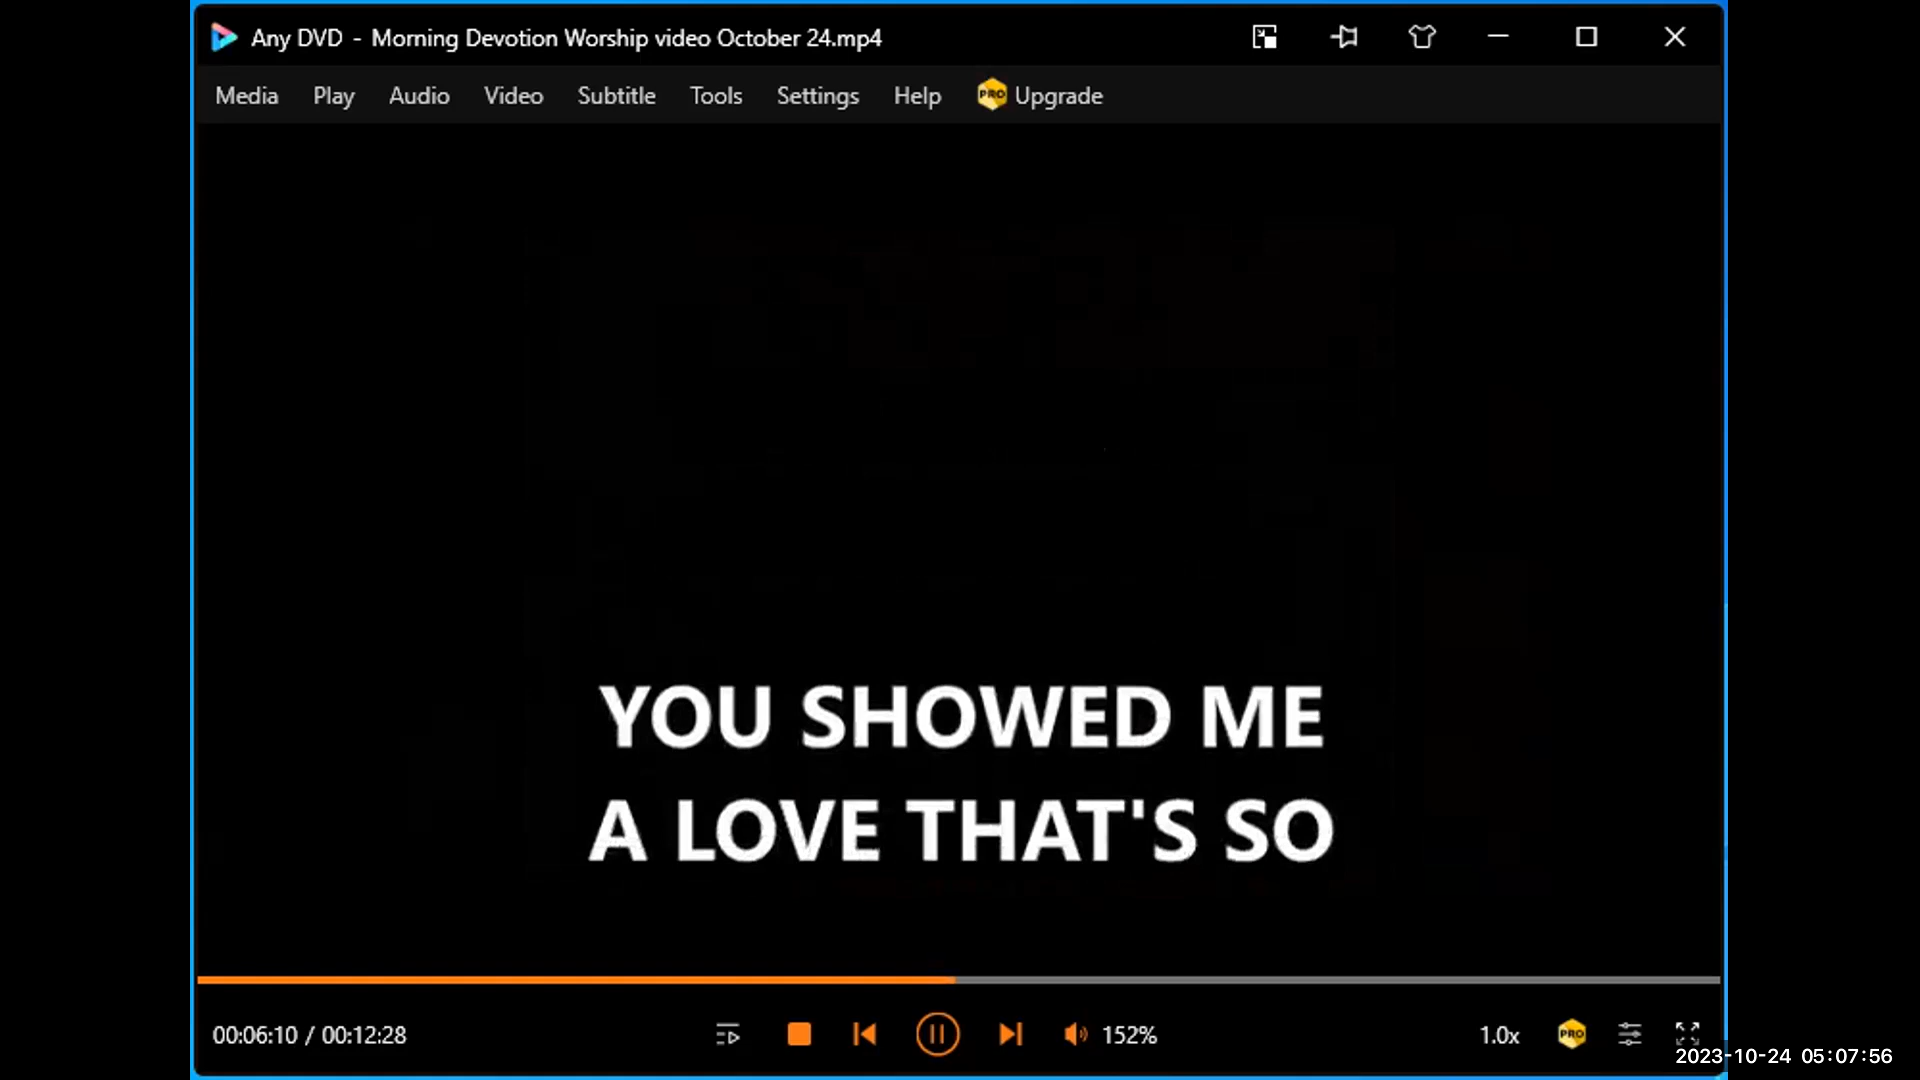 Any DVD - Morning Devotion Worship video October 24.mp4
Media Play Audio Video Subtitle Tools Settings Help PRO Upgrade
YOU SHOWED ME
A LOVE THAT'S SO
00:06:10 / 00:12:28 152% 1.0x PRO
2023-10-24 05:07:56